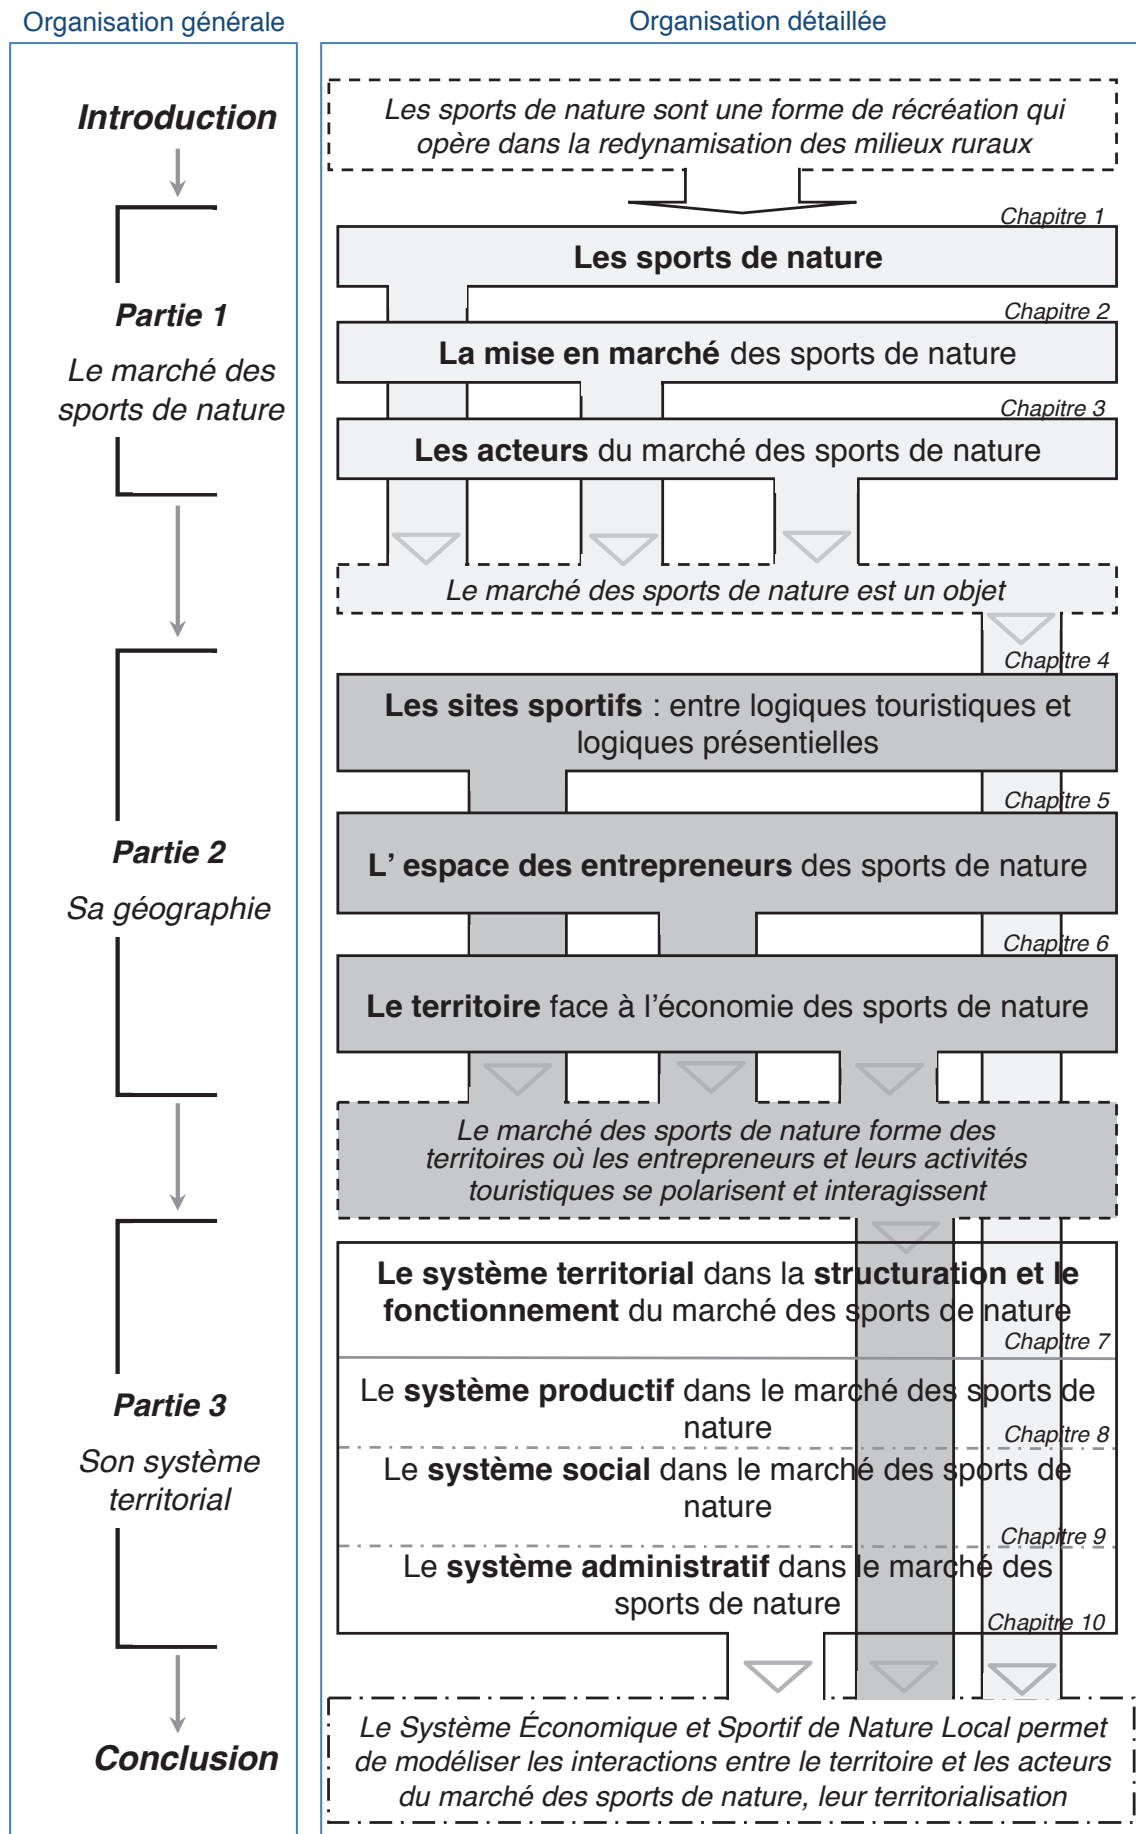 Organisation générale
Organisation détaillée
Introduction
Les sports de nature sont une forme de récréation qui
opère dans la redynamisation des milieux ruraux
Partie 1
Le marché des
sports de nature
Chapitre 1
Les sports de nature
Chapitre 2
La mise en marché des sports de nature
Chapitre 3
Les acteurs du marché des sports de nature
Le marché des sports de nature est un objet
Partie 2
Sa géographie
Chapitre 4
Les sites sportifs : entre logiques touristiques et
logiques présentielles
Chapitre 5
L' espace des entrepreneurs des sports de nature
Chapitre 6
Le territoire face à l'économie des sports de nature
Le marché des sports de nature forme des
territoires où les entrepreneurs et leurs activités
touristiques se polarisent et interagissent
Partie 3
Son système
territorial
Le système territorial dans la structuration et le
fonctionnement du marché des sports de nature
Chapitre 7
Le système productif dans le marché des sports de
nature
Chapitre 8
Le système social dans le marché des sports de
nature
Chapitre 9
Le système administratif dans le marché des
sports de nature
Chapitre 10
Conclusion
Le Système Économique et Sportif de Nature Local permet
de modéliser les interactions entre le territoire et les acteurs
du marché des sports de nature, leur territorialisation